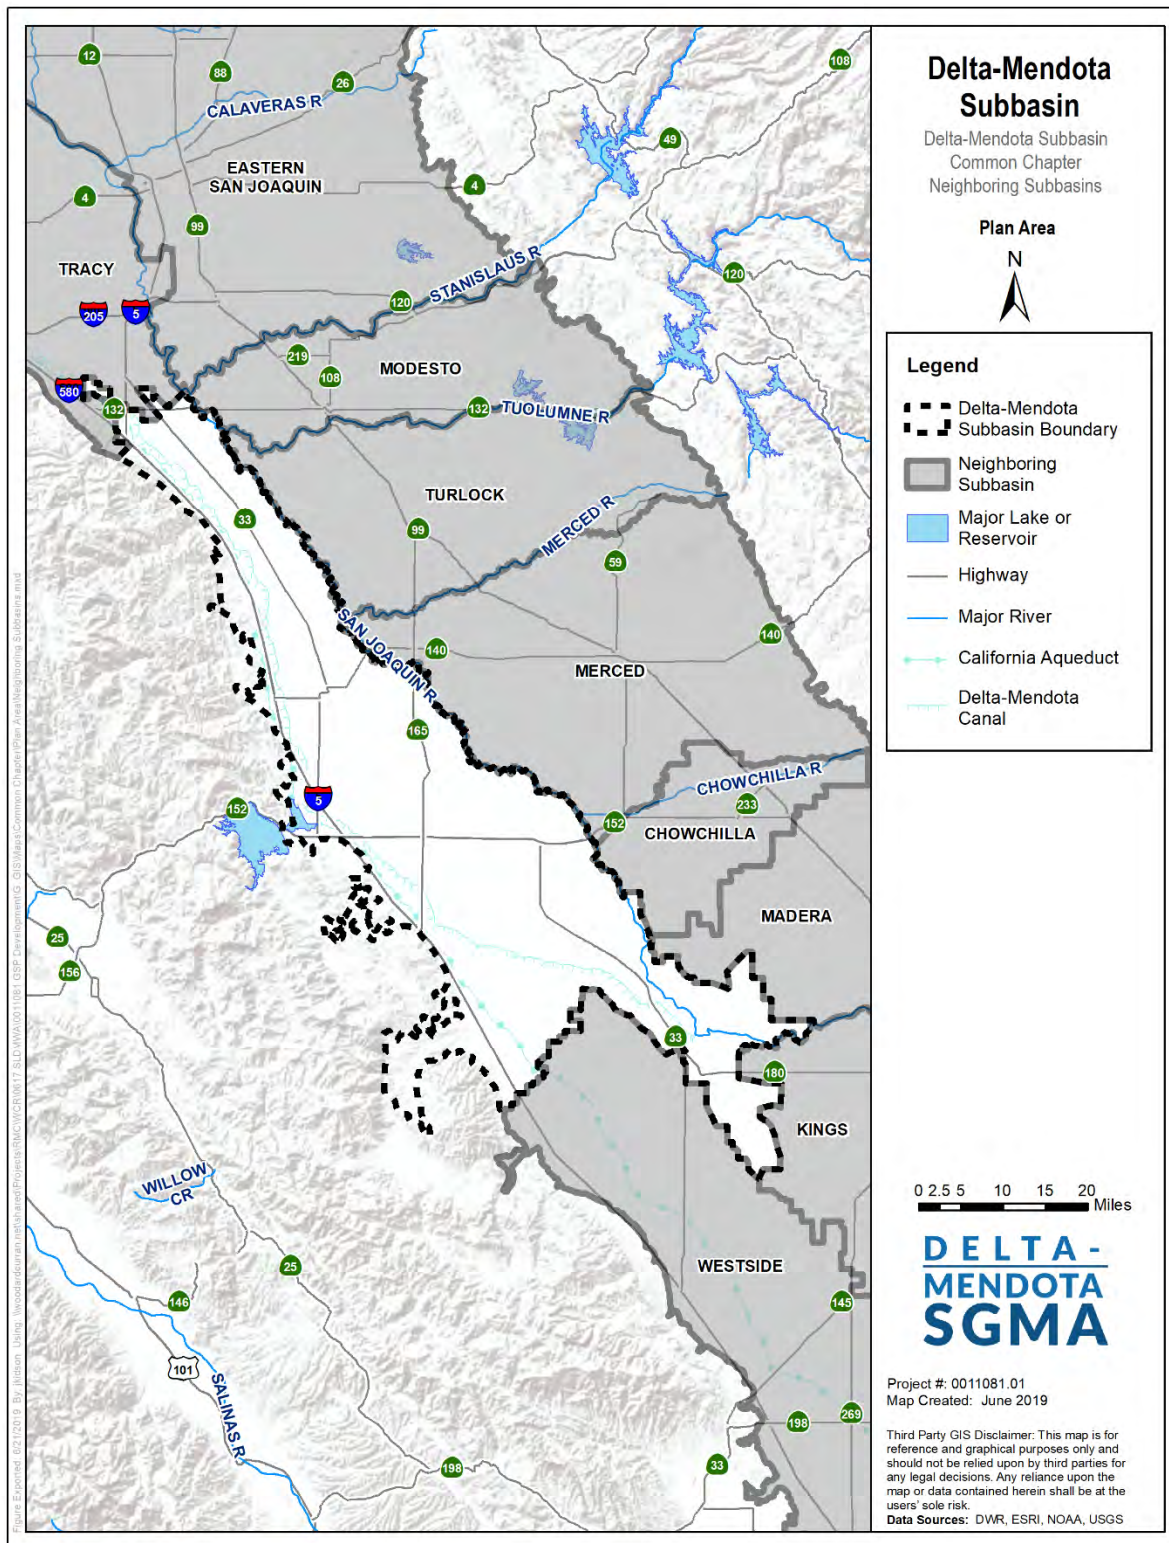 Delta-Mendota
Subbasin
Delta-Mendota Subbasin
Common Chapter
Neighboring Subbasins
Plan Area
N
Legend
Delta-Mendota
Subbasin Boundary
Neighboring
Subbasin
Major Lake or
Reservoir
Highway
Major River
California Aqueduct
Delta-Mendota
Canal
0 2.5 5 10 15 20
Miles
DELTA-
MENDOTA
SGMA
Project #: 0011081.01
Map Created: June 2019
Third Party GIS Disclaimer: This map is for
reference and graphical purposes only and
should not be relied upon by third parties for
any legal decisions. Any reliance upon the
map or data contained herein shall be at the
users' sole risk.
Data Sources: DWR, ESRI, NOAA, USGS
12
88
26
108
CALAVERAS R
49
EASTERN
SAN JOAQUIN
4
4
99
TRACY
STANISLAUS R
120
120
205
5
219
MODESTO
108
580
132
132
TUOLUMNE R
TURLOCK
33
99
MERCED R
59
SAN JOAQUIN R
140
140
MERCED
165
CHOWCHILLA R
5
152
233
152
CHOWCHILLA
MADERA
25
156
33
180
KINGS
WILLOW
CR
WESTSIDE
25
146
145
101
SALINAS R
269
198
33
198